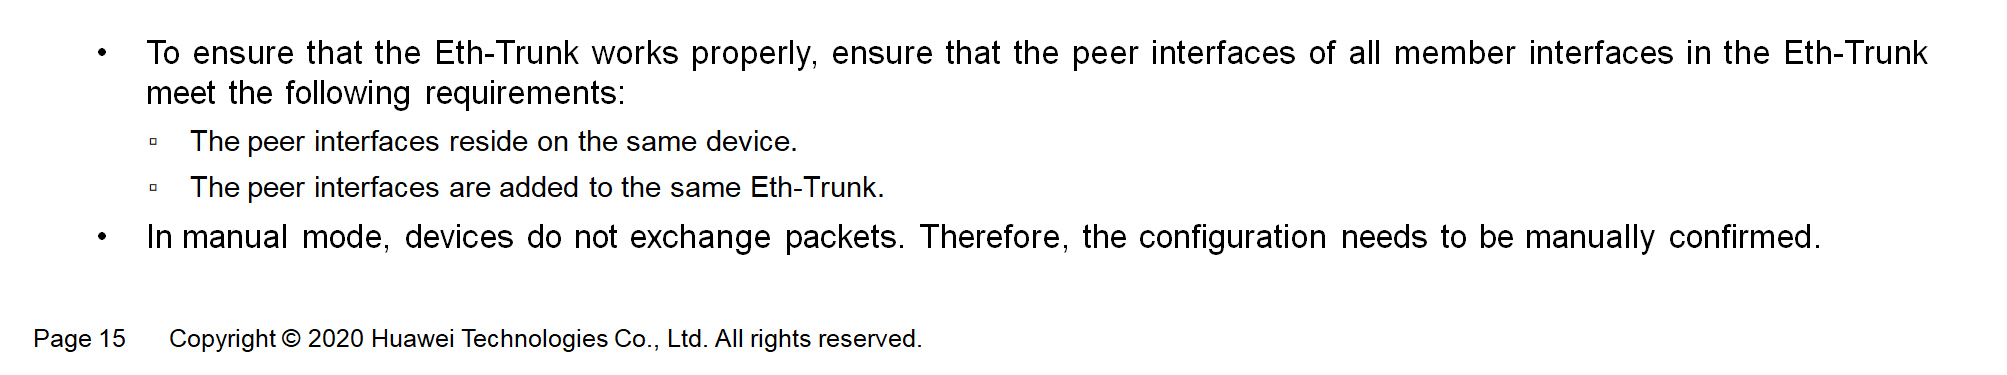 • To ensure that the Eth-Trunk works properly, ensure that the peer interfaces of all member interfaces in the Eth-Trunk
meet the following requirements:
▫ The peer interfaces reside on the same device.
▫ The peer interfaces are added to the same Eth-Trunk.
• In manual mode, devices do not exchange packets. Therefore, the configuration needs to be manually confirmed.
Page 15 Copyright © 2020 Huawei Technologies Co., Ltd. All rights reserved.